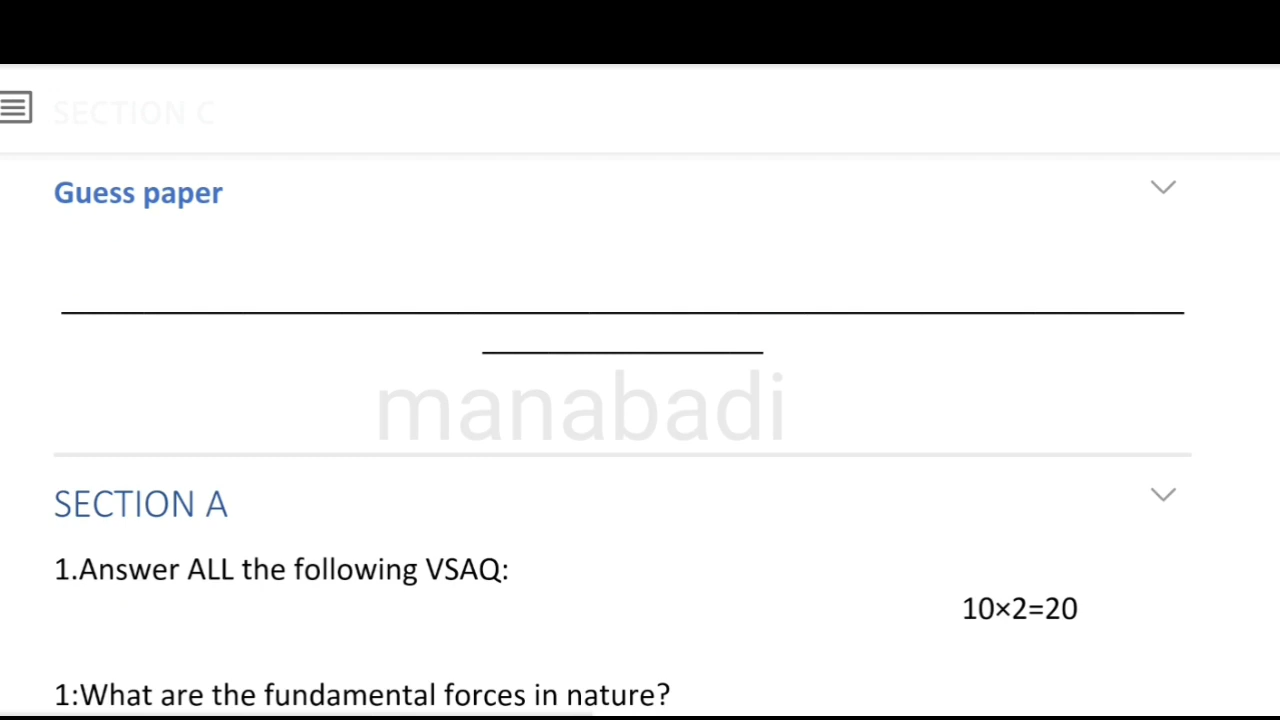 SECTION C
Guess paper
manabadi
SECTION A
1.Answer ALL the following VSAQ:
10×2=20
1:What are the fundamental forces in nature?